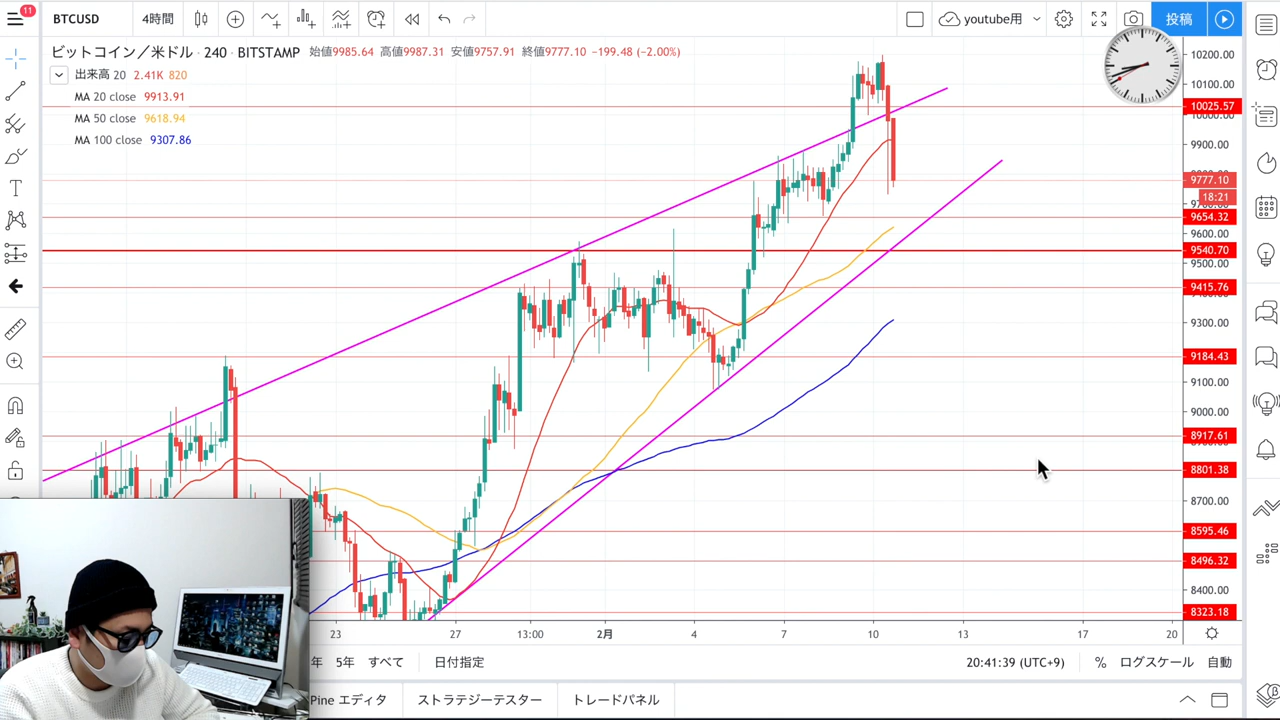 11
BTCUSD
4時間
youtube用
投稿
ビットコイン／米ドル · 240 · BITSTAMP 始値9985.64 高値9987.31 安値9757.91 終値9777.10 −199.48 (−2.00%)
出来高 20 2.41K 820
MA 20 close 9913.91
MA 50 close 9618.94
MA 100 close 9307.86
10200.00
10100.00
10025.57
10000.00
9900.00
9777.10
18:21
9654.32
9600.00
9540.70
9500.00
9415.76
9300.00
9184.43
9100.00
9000.00
8917.61
8801.38
8700.00
8595.46
8496.32
8400.00
8323.18
23
27
13:00
2月
4
7
10
13
17
20
年 5年 すべて 日付指定
20:41:39 (UTC+9)
% ログスケール 自動
Pine エディタ ストラテジーテスター トレードパネル